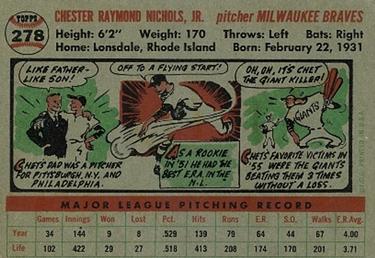 TOPPS
278
CHESTER RAYMOND NICHOLS, JR. pitcher MILWAUKEE BRAVES
Height: 6'2" Weight: 170 Throws: Left Bats: Right
Home: Lonsdale, Rhode Island Born: February 22, 1931
LIKE FATHER-
LIKE SON!
CHET'S DAD WAS A PITCHER
FOR PITTSBURGH, N.Y. AND
PHILADELPHIA.
OFF TO A FLYING START!
AS A ROOKIE
IN '51 HE HAD THE
BEST E.R.A. IN THE
N.L.
OH, OH, IT'S CHET
THE GIANT KILLER!
GIANTS
CHET'S FAVORITE VICTIMS IN
'55 WERE THE GIANTS
BEATING THEM 3 TIMES
WITHOUT A LOSS.
MAJOR LEAGUE PITCHING RECORD
Games Innings Won Lost Pct. Hits Runs E.R. S.O. Walks E.R.Avg.
Year 34 144 9 8 .529 139 79 64 44 67 4.00
Life 102 422 29 27 .518 413 208 174 170 201 3.71